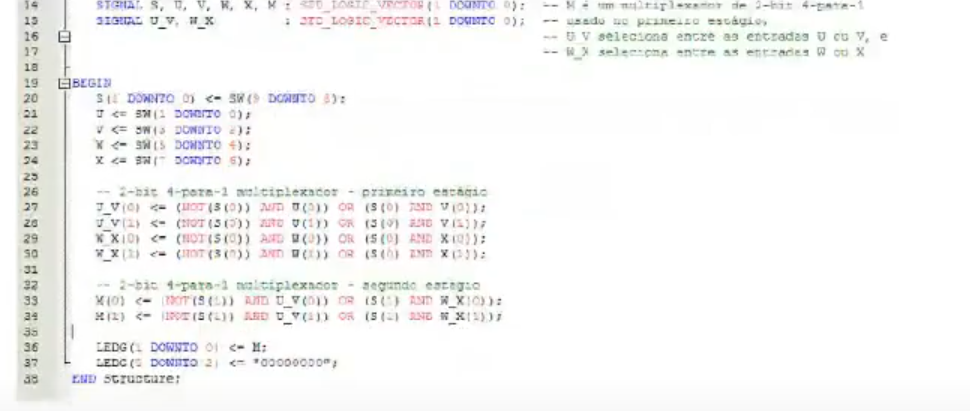 14 SIGNAL S, U, V, W, X, M : STD_LOGIC_VECTOR(1 DOWNTO 0); -- M é um multiplexador de 2-bit 4-para-1
15 SIGNAL U_V, W_X : STD_LOGIC_VECTOR(1 DOWNTO 0); -- usado no primeiro estágio,
16 -- U_V seleciona entre as entradas U ou V, e
17 -- W_X seleciona entre as entradas W ou X
18
19 BEGIN
20 S(1 DOWNTO 0) <= SW(9 DOWNTO 8);
21 U <= SW(1 DOWNTO 0);
22 V <= SW(3 DOWNTO 2);
23 W <= SW(5 DOWNTO 4);
24 X <= SW(7 DOWNTO 6);
25
26 -- 2-bit 4-para-1 multiplexador - primeiro estágio
27 U_V(0) <= (NOT(S(0)) AND U(0)) OR (S(0) AND V(0));
28 U_V(1) <= (NOT(S(0)) AND U(1)) OR (S(0) AND V(1));
29 W_X(0) <= (NOT(S(0)) AND W(0)) OR (S(0) AND X(0));
30 W_X(1) <= (NOT(S(0)) AND W(1)) OR (S(0) AND X(1));
31
32 -- 2-bit 4-para-1 multiplexador - segundo estágio
33 M(0) <= (NOT(S(1)) AND U_V(0)) OR (S(1) AND W_X(0));
34 M(1) <= (NOT(S(1)) AND U_V(1)) OR (S(1) AND W_X(1));
35
36 LEDG(1 DOWNTO 0) <= M;
37 <= "00000000";
38 END Structure;